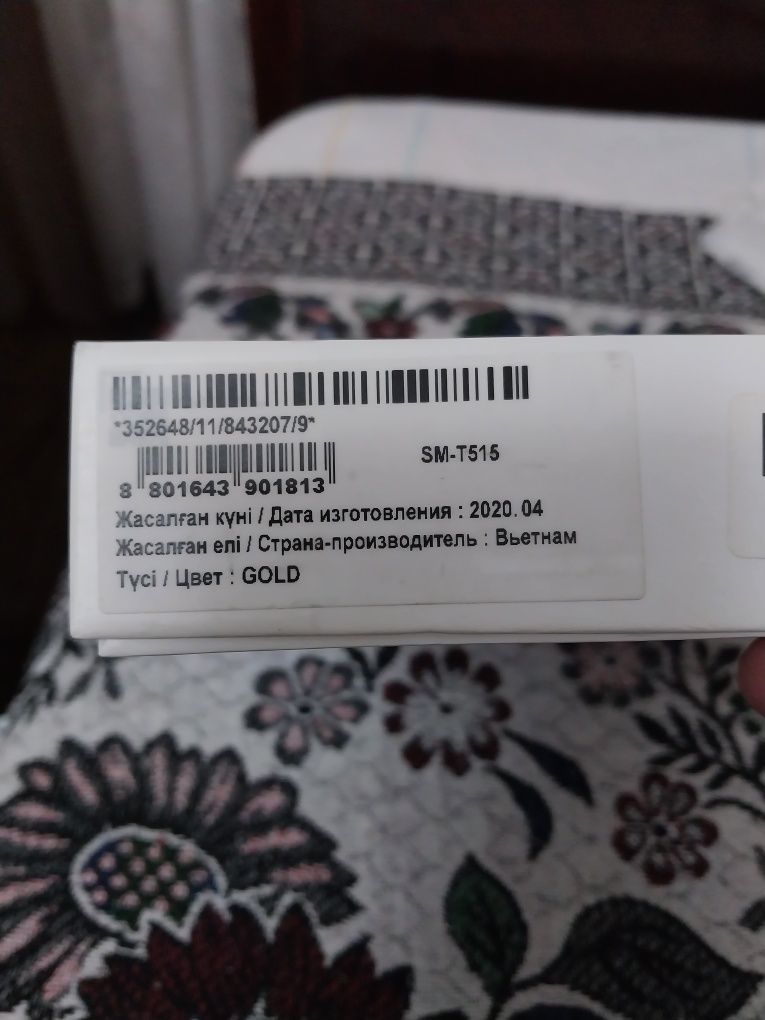 *352648/11/843207/9*
SM-T515
8 801643 901813
Жасалған күні / Дата изготовления : 2020.04
Жасалған елі / Страна-производитель : Вьетнам
Түсі / Цвет : GOLD